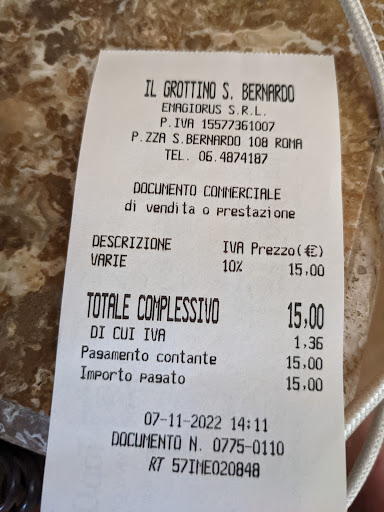 IL GROTTINO S. BERNARDO
EMAGIORUS S.R.L.
P.IVA 15577361007
P.ZZA S.BERNARDO 108 ROMA
TEL. 06.4874187
DOCUMENTO COMMERCIALE
di vendita o prestazione
DESCRIZIONE IVA Prezzo(€)
VARIE 10% 15,00
TOTALE COMPLESSIVO 15,00
DI CUI IVA 1,36
Pagamento contante 15,00
Importo pagato 15,00
07-11-2022 14:11
DOCUMENTO N. 0775-0110
RT 57IME020848